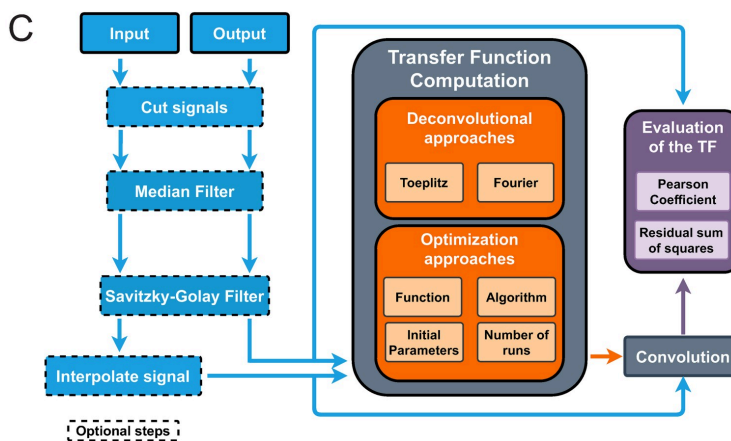 C
Input
Output
Cut signals
Median Filter
Savitzky-Golay Filter
Interpolate signal
Optional steps
Transfer Function
Computation
Deconvolutional
approaches
Toeplitz
Fourier
Optimization
approaches
Function
Algorithm
Initial
Parameters
Number of
runs
Evaluation
of the TF
Pearson
Coefficient
Residual sum
of squares
Convolution